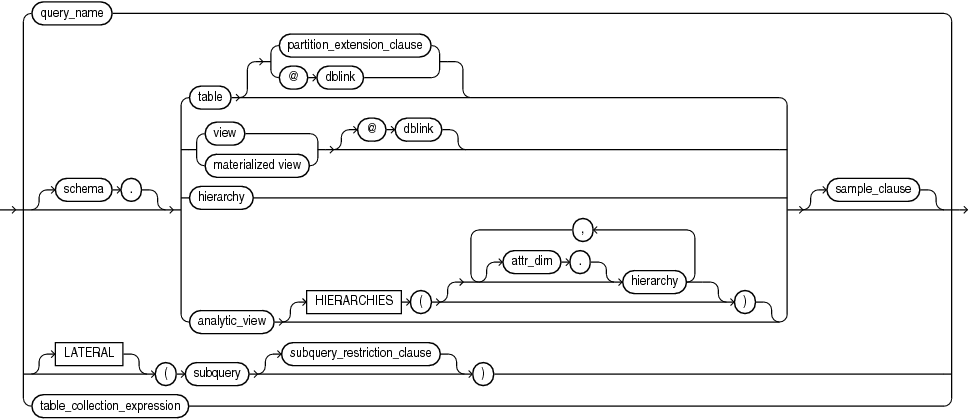 query_name
partition_extension_clause
@ dblink
table
view @ dblink
materialized view
schema . hierarchy sample_clause
,
attr_dim . hierarchy
HIERARCHIES ( )
analytic_view
LATERAL ( subquery subquery_restriction_clause )
table_collection_expression